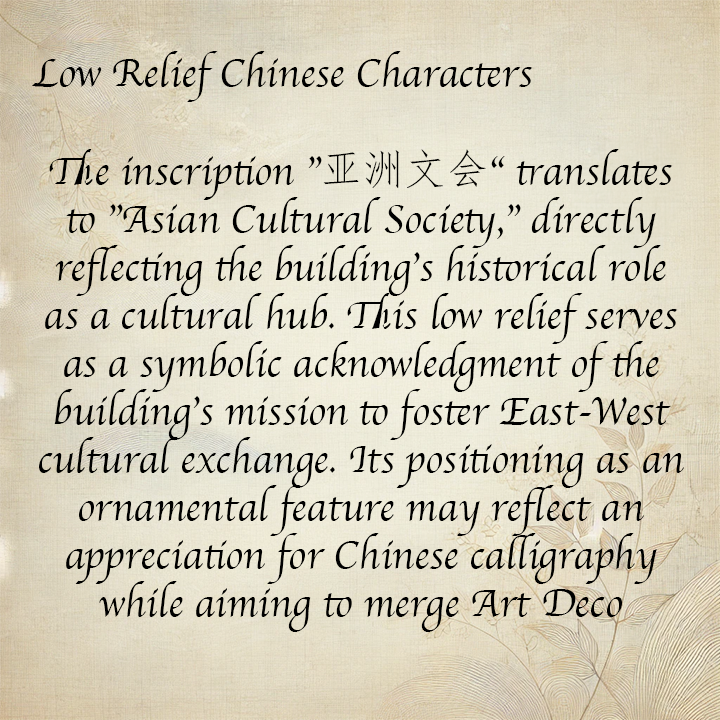 Low Relief Chinese Characters
The inscription "亚洲文会“ translates
to "Asian Cultural Society," directly
reflecting the building's historical role
as a cultural hub. This low relief serves
as a symbolic acknowledgment of the
building's mission to foster East-West
cultural exchange. Its positioning as an
ornamental feature may reflect an
appreciation for Chinese calligraphy
while aiming to merge Art Deco